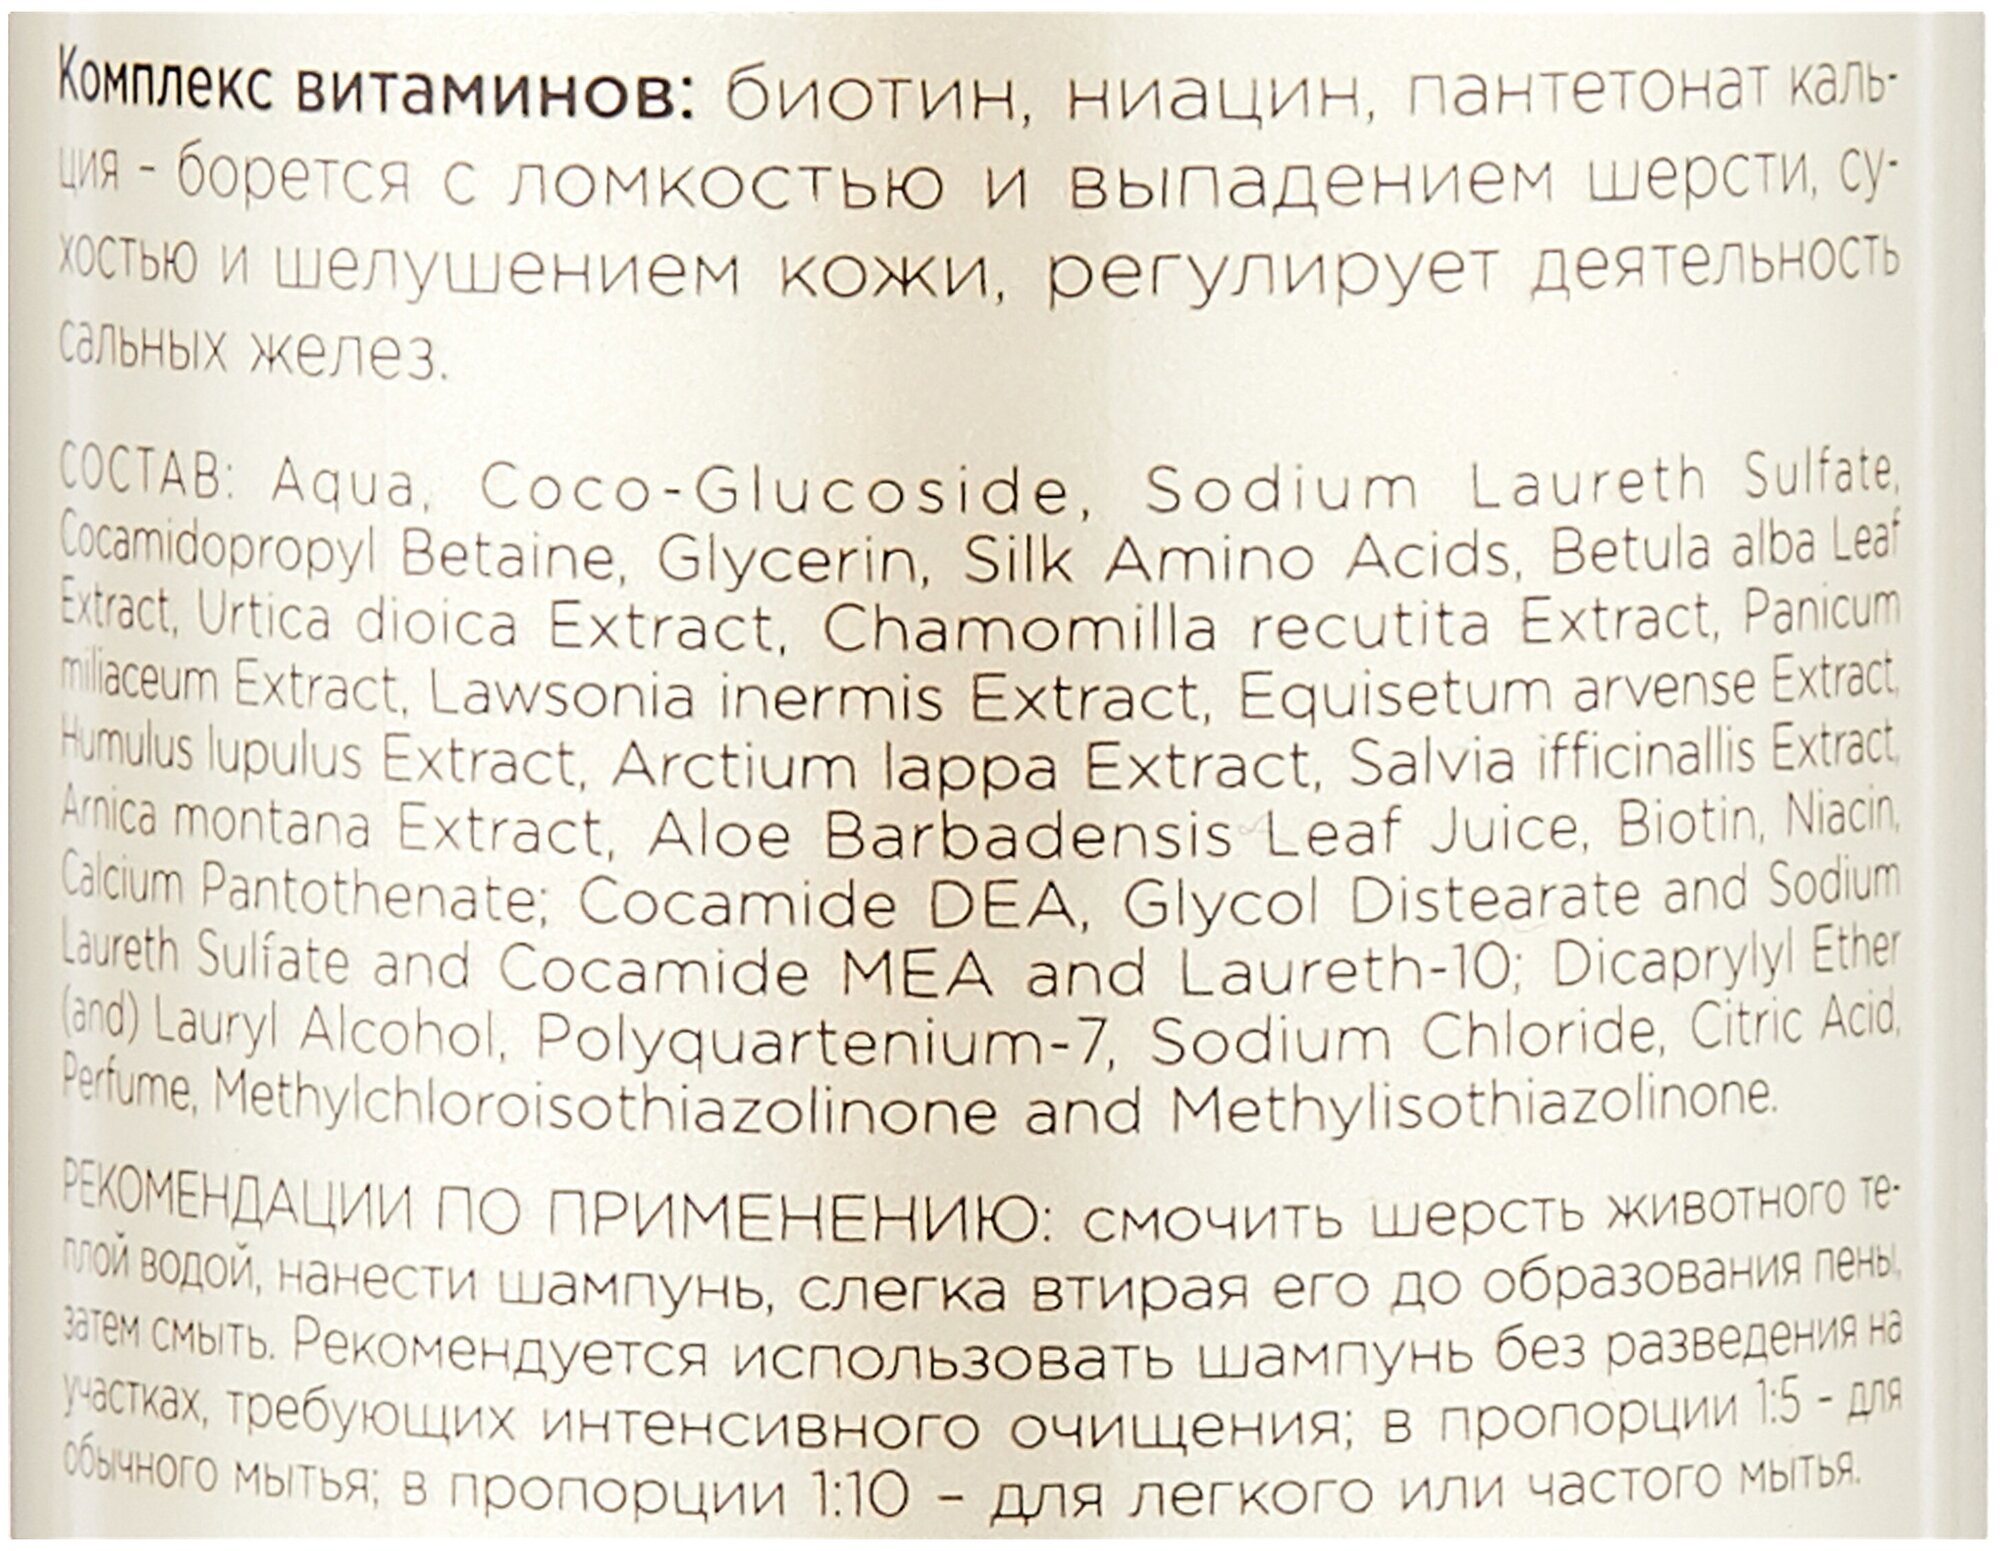 Комплекс витаминов: биотин, ниацин, пантетонат каль-
ция - борется с ломкостью и выпадением шерсти, су-
хостью и шелушением кожи, регулирует деятельность
сальных желез.
СОСТАВ: Aqua, Coco-Glucoside, Sodium Laureth Sulfate,
Cocamidopropyl Betaine, Glycerin, Silk Amino Acids, Betula alba Leaf
Extract, Urtica dioica Extract, Chamomilla recutita Extract, Panicum
miliaceum Extract, Lawsonia inermis Extract, Equisetum arvense Extract,
Humulus lupulus Extract, Arctium lappa Extract, Salvia ifficinallis Extract,
Arnica montana Extract, Aloe Barbadensis Leaf Juice, Biotin, Niacin,
Calcium Pantothenate; Cocamide DEA, Glycol Distearate and Sodium
Laureth Sulfate and Cocamide MEA and Laureth-10; Dicaprylyl Ether
(and) Lauryl Alcohol, Polyquartenium-7, Sodium Chloride, Citric Acid,
Perfume, Methylchloroisothiazolinone and Methylisothiazolinone.
РЕКОМЕНДАЦИИ ПО ПРИМЕНЕНИЮ: смочить шерсть животного те-
плой водой, нанести шампунь, слегка втирая его до образования пены,
затем смыть. Рекомендуется использовать шампунь без разведения на
участках, требующих интенсивного очищения; в пропорции 1:5 – для
обычного мытья; в пропорции 1:10 – для легкого или частого мытья.